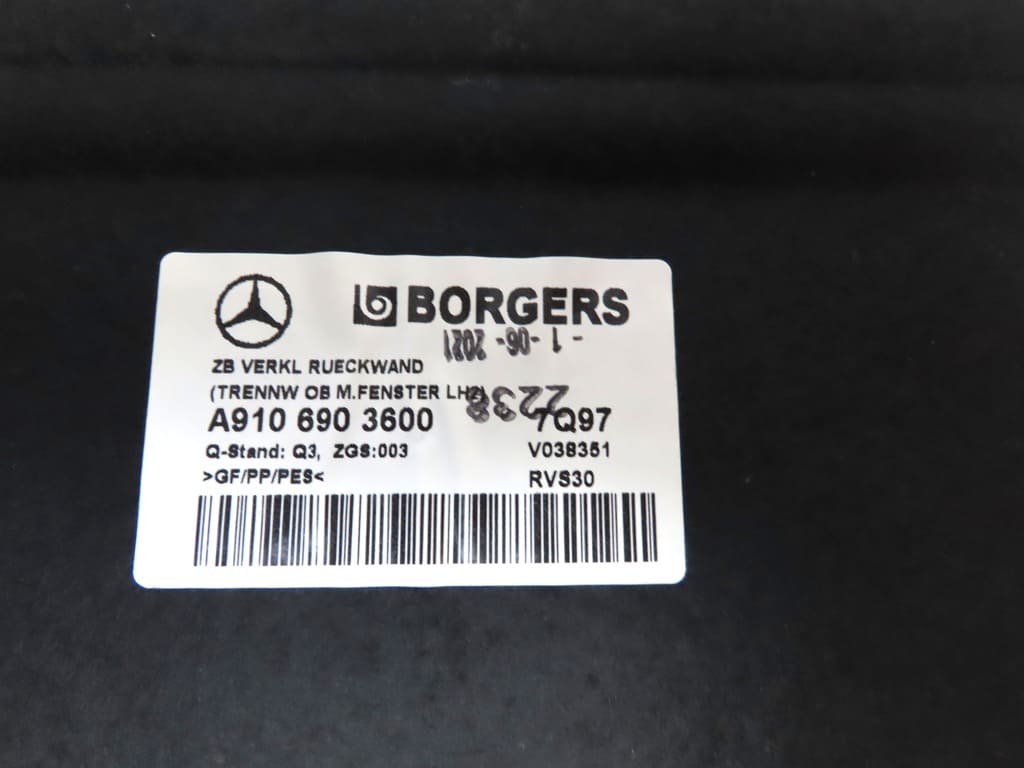 BORGERS
- 1 -06- 2021
ZB VERKL RUECKWAND
(TRENNW OB M.FENSTER LH2)
2238
A910 690 3600 7Q97
Q-Stand: Q3, ZGS:003 V038351
>GF/PP/PES< RVS30